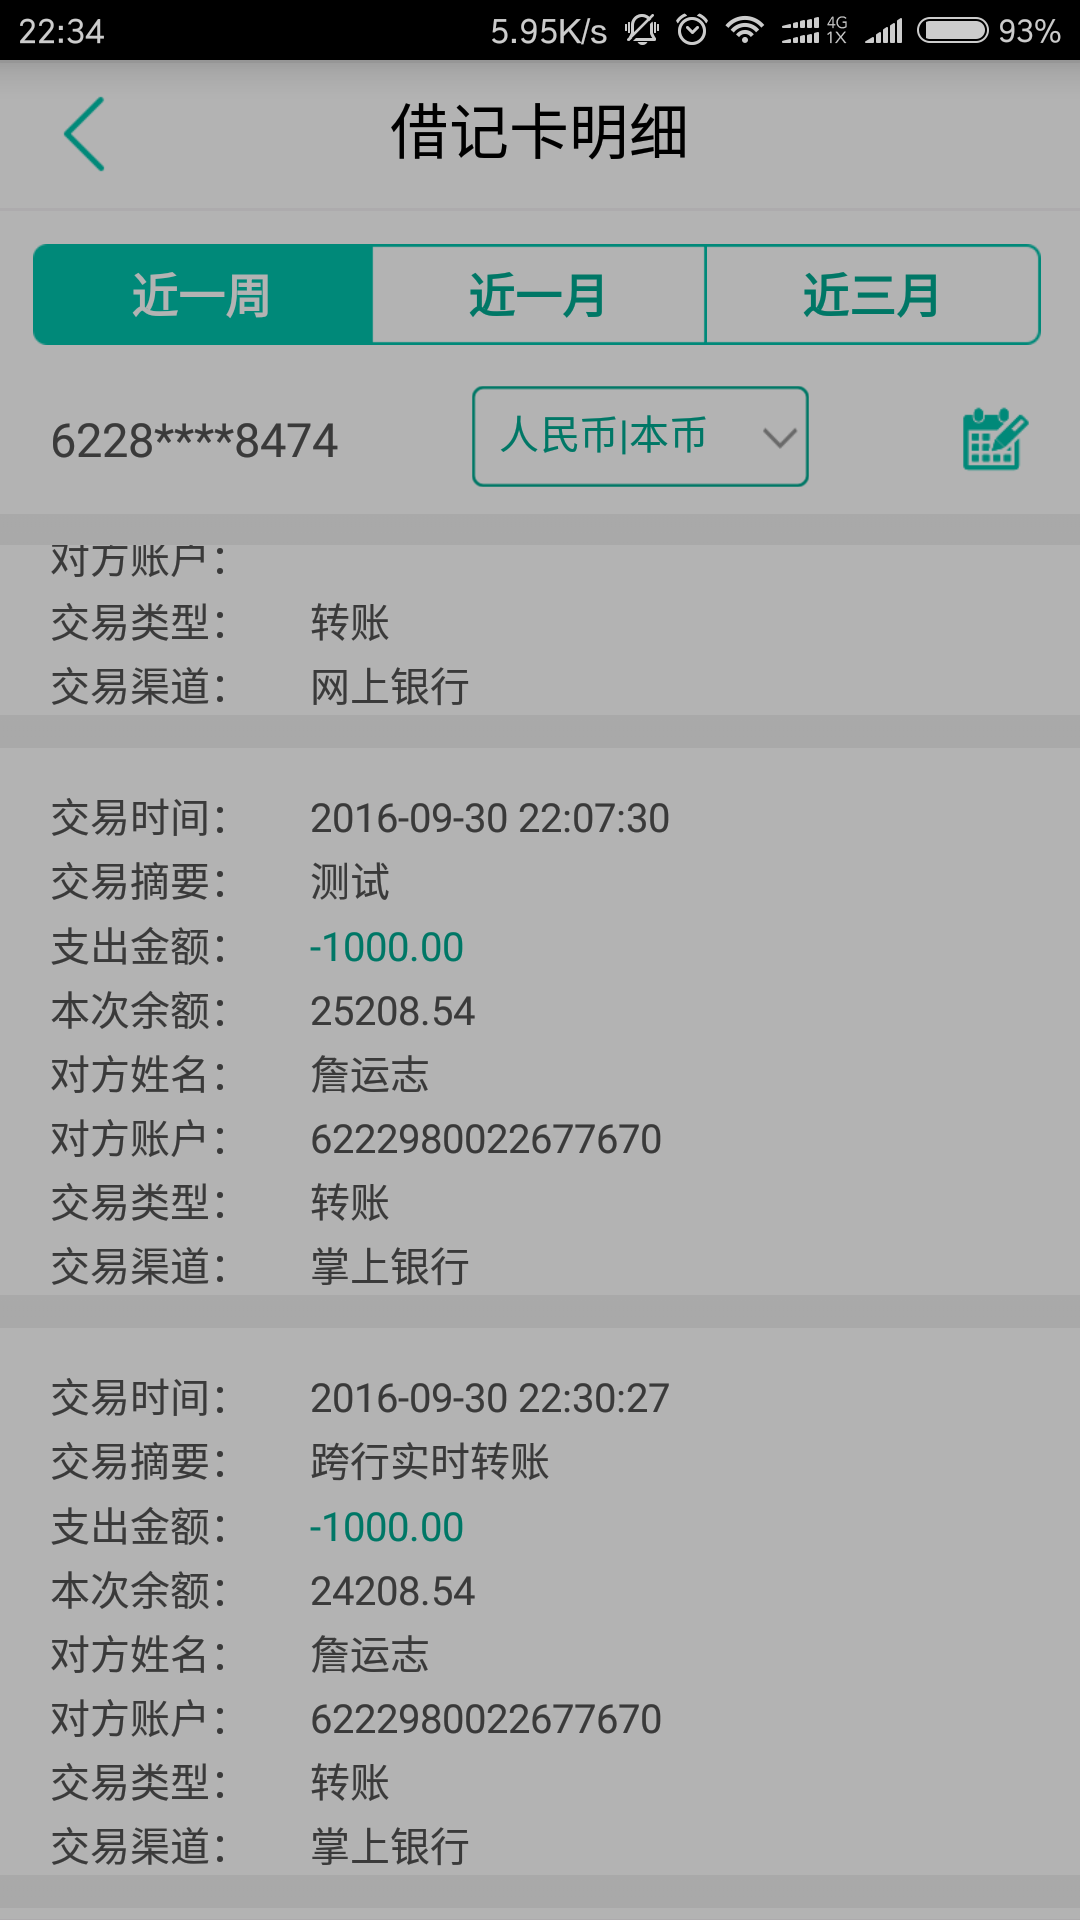 22:34 5.95K/s 4G 1X 93%
借记卡明细
近一周 近一月 近三月
6228****8474 人民币|本币
对方账户：
交易类型： 转账
交易渠道： 网上银行
交易时间： 2016-09-30 22:07:30
交易摘要： 测试
支出金额： -1000.00
本次余额： 25208.54
对方姓名： 詹运志
对方账户： 6222980022677670
交易类型： 转账
交易渠道： 掌上银行
交易时间： 2016-09-30 22:30:27
交易摘要： 跨行实时转账
支出金额： -1000.00
本次余额： 24208.54
对方姓名： 詹运志
对方账户： 6222980022677670
交易类型： 转账
交易渠道： 掌上银行